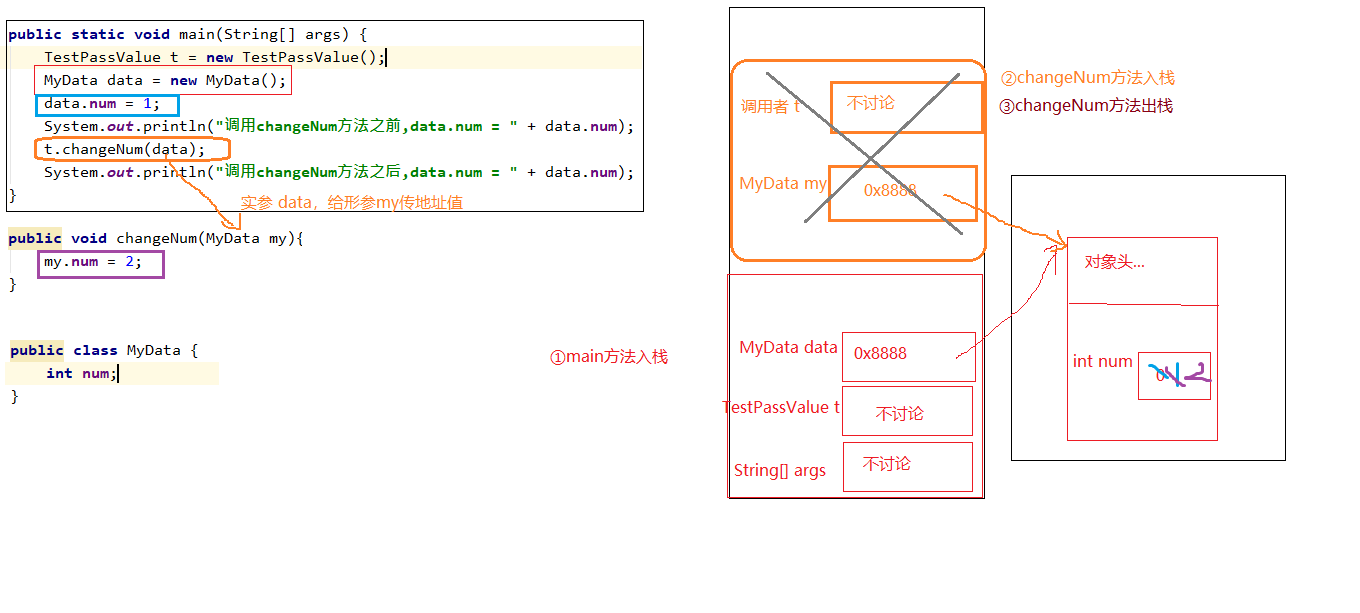 public static void main(String[] args) {
TestPassValue t = new TestPassValue();
MyData data = new MyData();
data.num = 1;
System.out.println("调用changeNum方法之前,data.num = " + data.num);
t.changeNum(data);
System.out.println("调用changeNum方法之后,data.num = " + data.num);
}
实参 data，给形参my传地址值
public void changeNum(MyData my){
my.num = 2;
}
public class MyData {
int num;
}
①main方法入栈
调用者 t
不讨论
MyData my
0x8888
②changeNum方法入栈
③changeNum方法出栈
MyData data
0x8888
TestPassValue t
不讨论
String[] args
不讨论
对象头...
int num
0 1 2